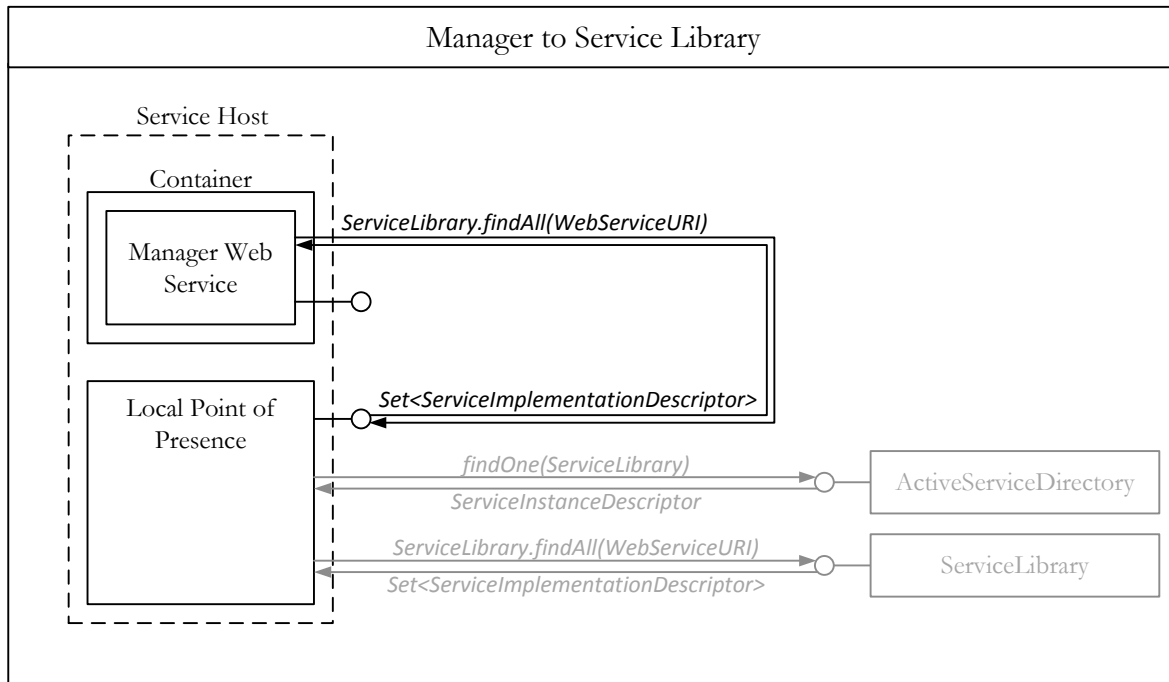 Manager to Service Library
Service Host
Container
Manager Web
Service
ServiceLibrary.findAll(WebServiceURI)
Set<ServiceImplementationDescriptor>
Local Point of
Presence
findOne(ServiceLibrary)
ServiceInstanceDescriptor
ActiveServiceDirectory
ServiceLibrary.findAll(WebServiceURI)
Set<ServiceImplementationDescriptor>
ServiceLibrary